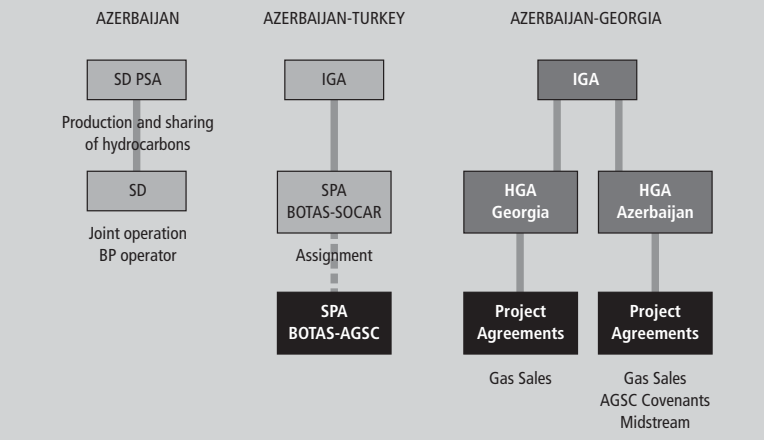 AZERBAIJAN
SD PSA
Production and sharing
of hydrocarbons
SD
Joint operation
BP operator
AZERBAIJAN-TURKEY
IGA
SPA
BOTAS-SOCAR
Assignment
SPA
BOTAS-AGSC
AZERBAIJAN-GEORGIA
IGA
HGA
Georgia
Project
Agreements
Gas Sales
HGA
Azerbaijan
Project
Agreements
Gas Sales
AGSC Covenants
Midstream